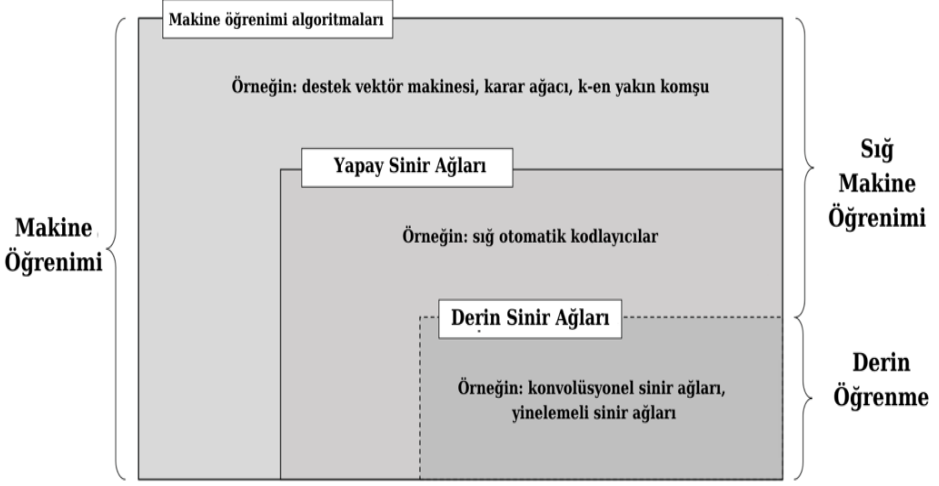 Makine öğrenimi algoritmaları
Örneğin: destek vektör makinesi, karar ağacı, k-en yakın komşu
Yapay Sinir Ağları
Örneğin: sığ otomatik kodlayıcılar
Derin Sinir Ağları
Örneğin: konvolüsyonel sinir ağları,
yinelemeli sinir ağları
Makine
Öğrenimi
Sığ
Makine
Öğrenimi
Derin
Öğrenme